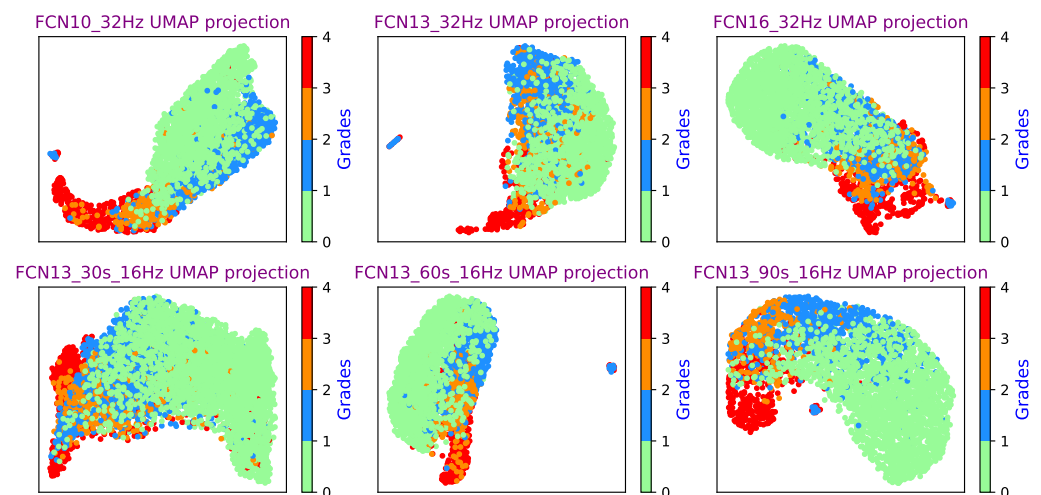 FCN10_32Hz UMAP projection
4
3
2
1
0
Grades
FCN13_32Hz UMAP projection
4
3
2
1
0
Grades
FCN16_32Hz UMAP projection
4
3
2
1
0
Grades
FCN13_30s_16Hz UMAP projection
4
3
2
1
0
Grades
FCN13_60s_16Hz UMAP projection
4
3
2
1
0
Grades
FCN13_90s_16Hz UMAP projection
4
3
2
1
0
Grades